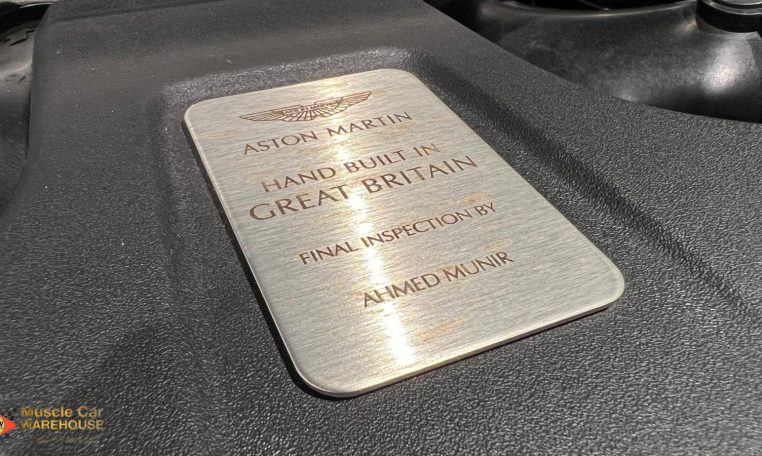 ASTON MARTIN
HAND BUILT IN
GREAT BRITAIN
FINAL INSPECTION BY
AHMED MUNIR
Muscle Car
WAREHOUSE